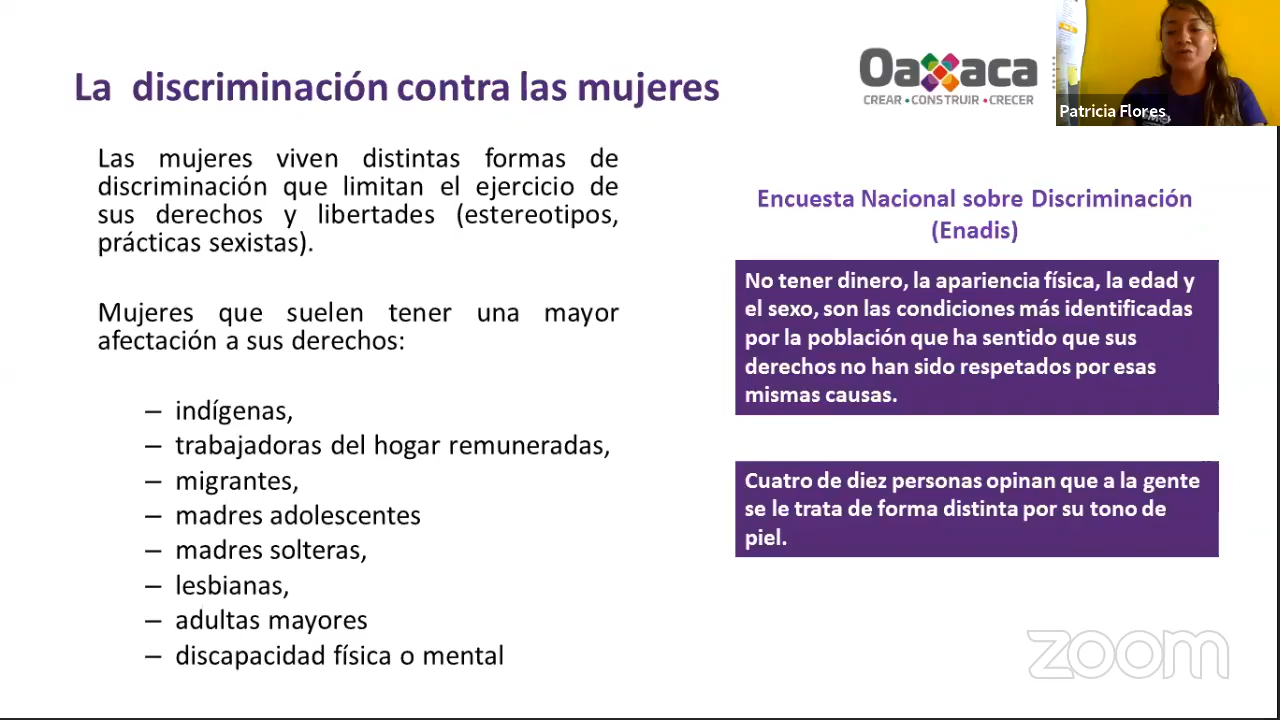 La discriminación contra las mujeres
Las mujeres viven distintas formas de
discriminación que limitan el ejercicio de
sus derechos y libertades (estereotipos,
prácticas sexistas).
Mujeres que suelen tener una mayor
afectación a sus derechos:
– indígenas,
– trabajadoras del hogar remuneradas,
– migrantes,
– madres adolescentes
– madres solteras,
– lesbianas,
– adultas mayores
– discapacidad física o mental
Oaxaca
CREAR • CONSTRUIR • CRECER
Patricia Flores
Encuesta Nacional sobre Discriminación
(Enadis)
No tener dinero, la apariencia física, la edad y
el sexo, son las condiciones más identificadas
por la población que ha sentido que sus
derechos no han sido respetados por esas
mismas causas.
Cuatro de diez personas opinan que a la gente
se le trata de forma distinta por su tono de
piel.
zoom